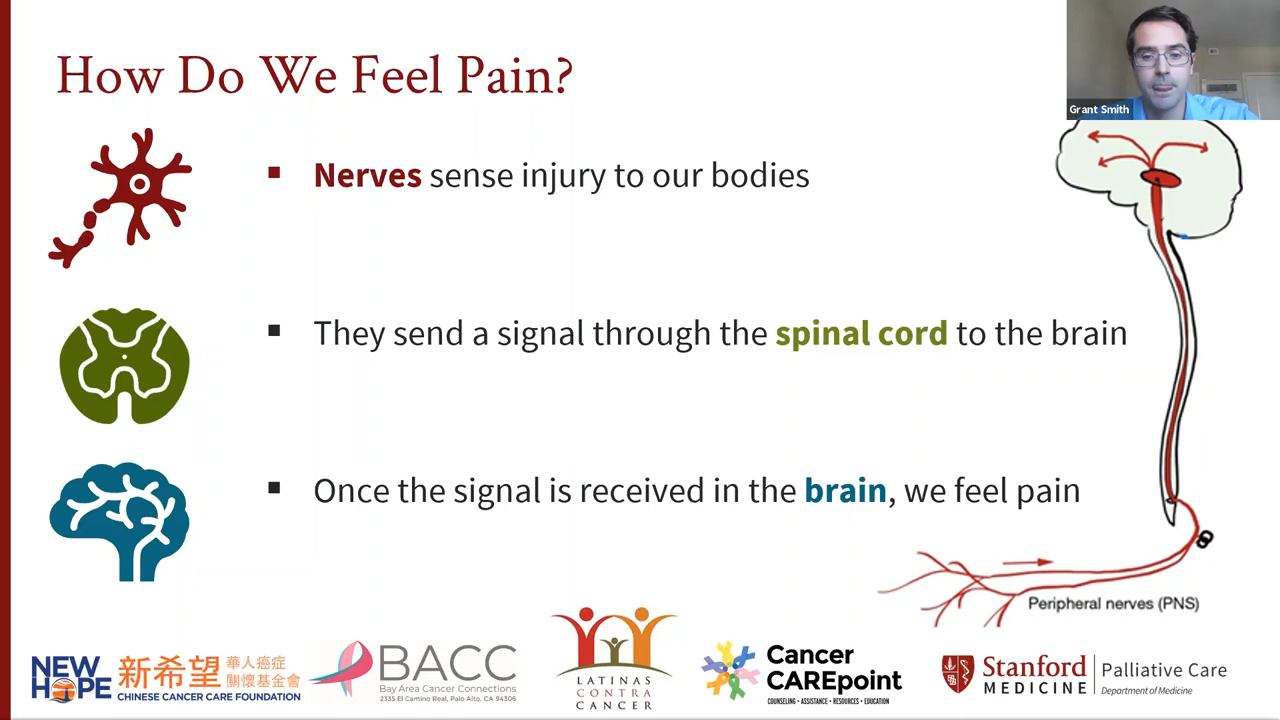 How Do We Feel Pain?
Grant Smith
▪ Nerves sense injury to our bodies
▪ They send a signal through the spinal cord to the brain
▪ Once the signal is received in the brain, we feel pain
Peripheral nerves (PNS)
NEW HOPE
新希望
華人癌症
關懷基金會
CHINESE CANCER CARE FOUNDATION
BACC
Bay Area Cancer Connections
2335 El Camino Real, Palo Alto, CA 94306
LATINAS
CONTRA
CANCER
Cancer
CAREpoint
COUNSELING • ASSISTANCE • RESOURCES • EDUCATION
Stanford
MEDICINE
Palliative Care
Department of Medicine